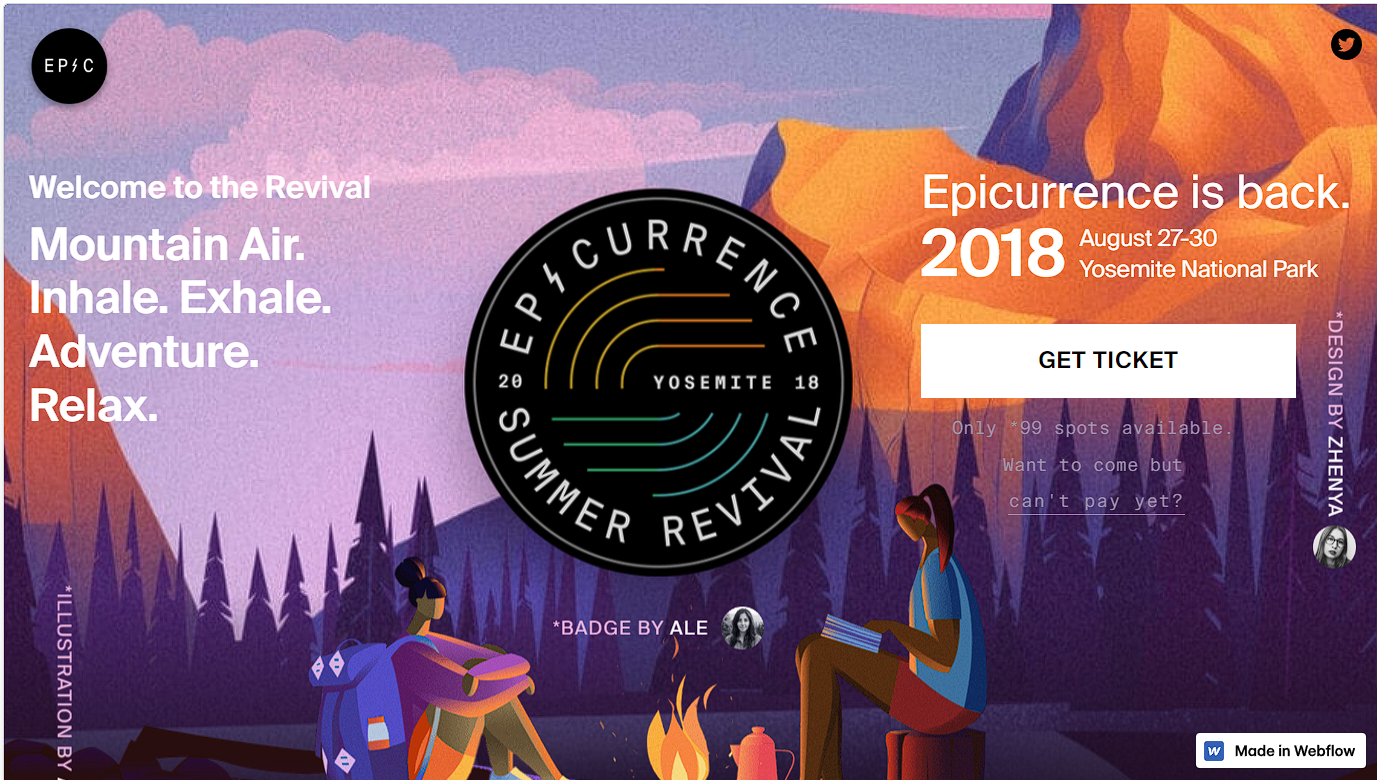 EP⚡C
Welcome to the Revival
Mountain Air.
Inhale. Exhale.
Adventure.
Relax.
EP⚡CURRENCE
20 YOSEMITE 18
SUMMER REVIVAL
*BADGE BY ALE
*ILLUSTRATION BY
Epicurrence is back.
2018
August 27-30
Yosemite National Park
GET TICKET
Only *99 spots available.
Want to come but
can't pay yet?
*DESIGN BY ZHENYA
W Made in Webflow